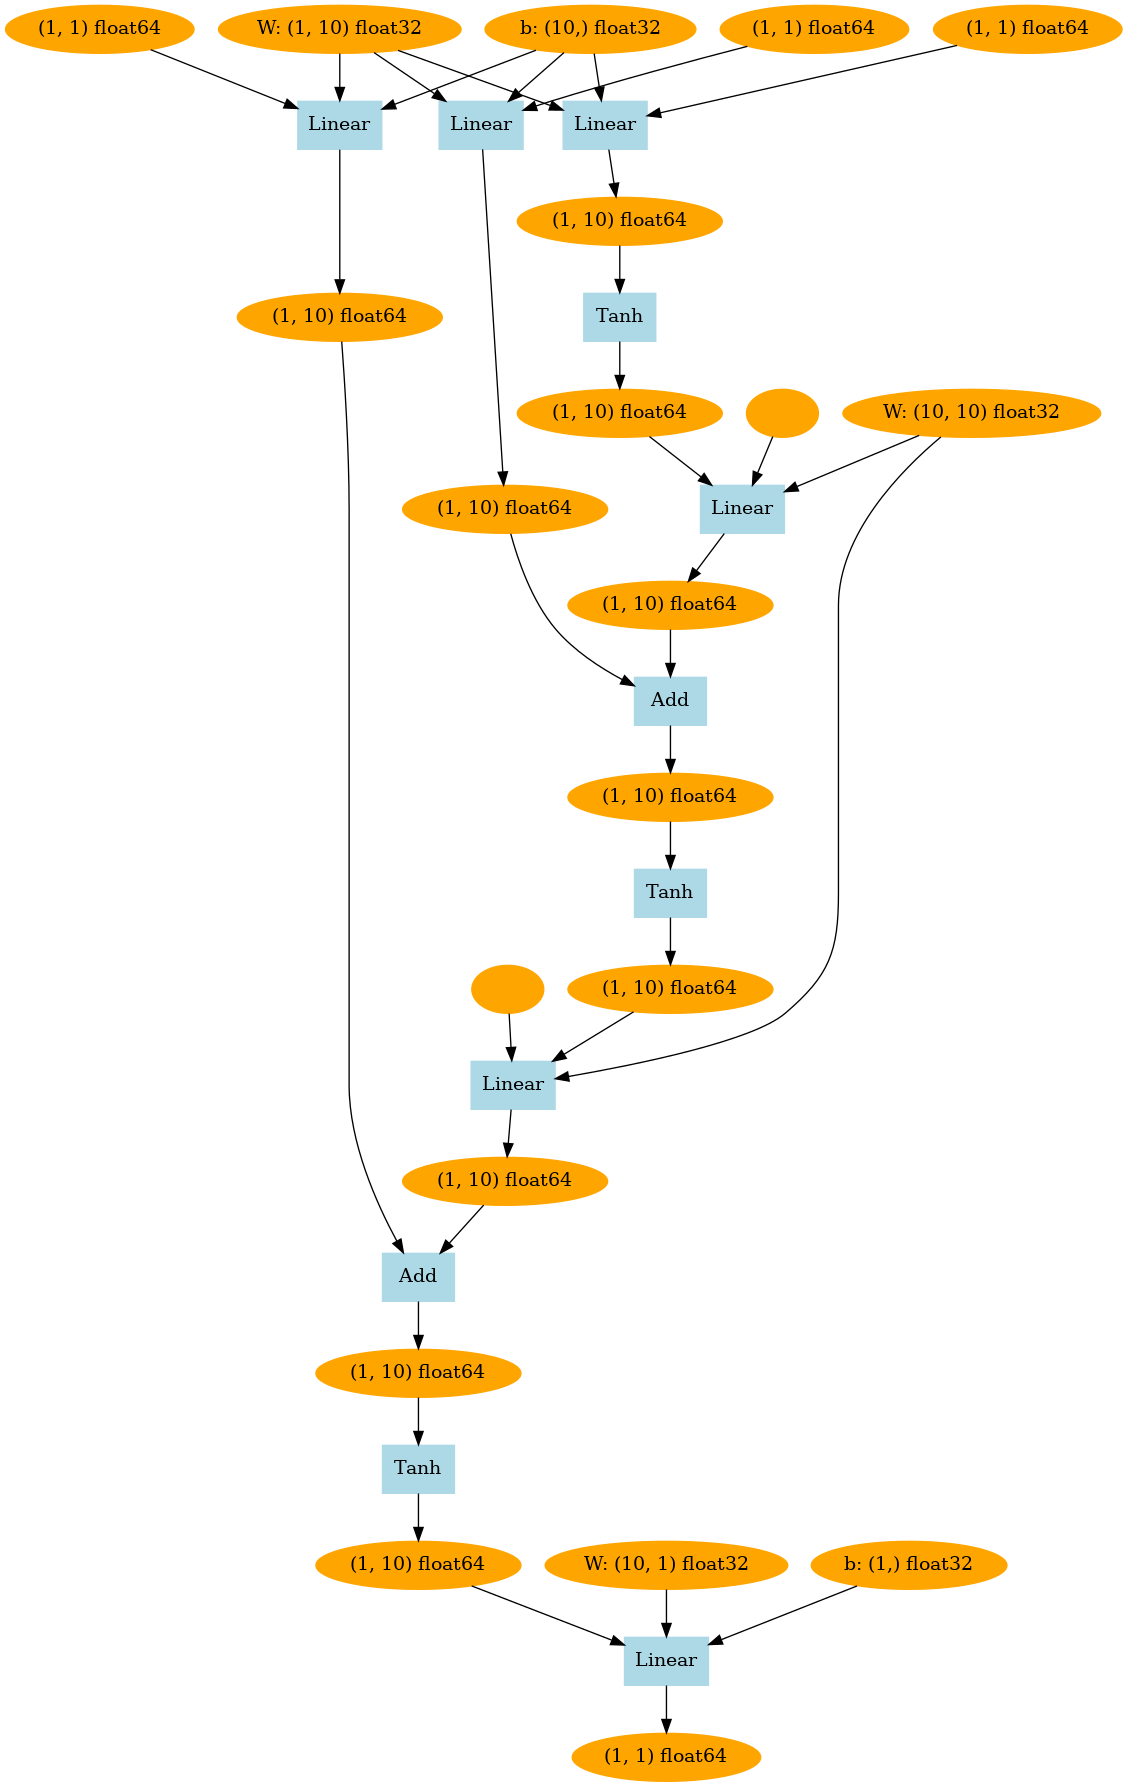 (1, 1) float64
W: (1, 10) float32
b: (10,) float32
(1, 1) float64
(1, 1) float64
Linear
Linear
Linear
(1, 10) float64
(1, 10) float64
Tanh
(1, 10) float64
W: (10, 10) float32
(1, 10) float64
Linear
(1, 10) float64
Add
(1, 10) float64
Tanh
(1, 10) float64
Linear
(1, 10) float64
Add
(1, 10) float64
Tanh
(1, 10) float64
W: (10, 1) float32
b: (1,) float32
Linear
(1, 1) float64